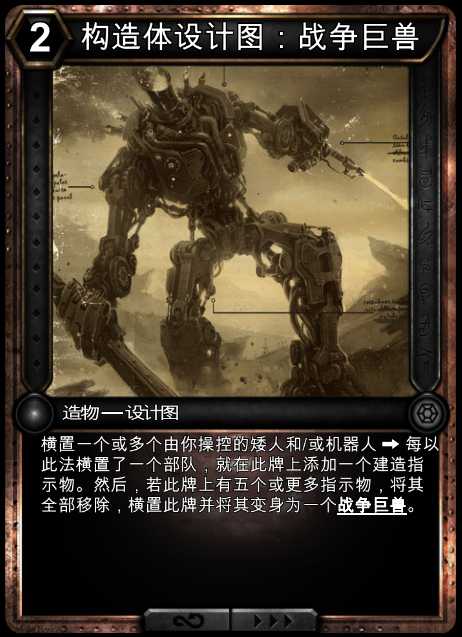 2
构造体设计图：战争巨兽
造物 — 设计图
横置一个或多个由你操控的矮人和/或机器人 ➡ 每以
此法横置了一个部队，就在此牌上添加一个建造指
示物。然后，若此牌上有五个或更多指示物，将其
全部移除，横置此牌并将其变身为一个战争巨兽。